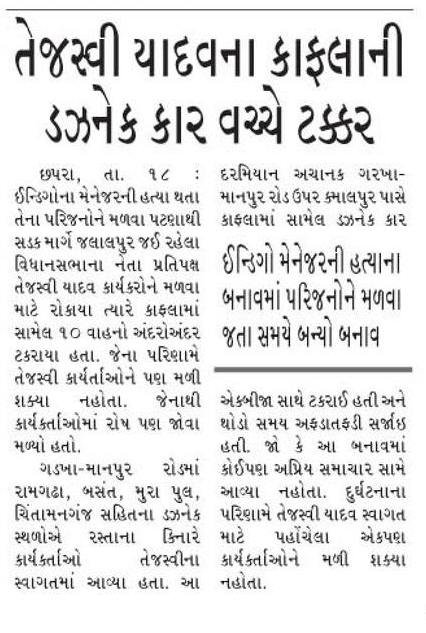 તેજસ્વી યાદવના કાફલાની
ડઝનેક કાર વચ્ચે ટક્કર
છપરા, તા. ૧૮ :
ઈન્ડિગોના મેનેજરની હત્યા થતા
તેના પરિજનોને મળવા પટણાથી
સડક માર્ગે જલાલપુર જઈ રહેલા
વિધાનસભાના નેતા પ્રતિપક્ષ
તેજસ્વી યાદવ કાર્યકરોને મળવા
માટે રોકાયા ત્યારે કાફલામાં
સામેલ ૧૦ વાહનો અંદરોઅંદર
ટકરાયા હતા. જેના પરિણામે
તેજસ્વી કાર્યર્તાઓને પણ મળી
શક્યા નહોતા. જેનાથી
કાર્યકર્તાઓમાં રોષ પણ જોવા
મળ્યો હતો.
ગડખા-માનપુર રોડમાં
રામગઢા, બસંત, મુરા પુલ,
ચિંતામનગંજ સહિતના ડઝનેક
સ્થળોએ રસ્તાના કિનારે
કાર્યકર્તાઓ તેજસ્વીના
સ્વાગતમાં આવ્યા હતા. આ
દરમિયાન અચાનક ગરખા-
માનપુર રોડ ઉપર ક્માલપુર પાસે
કાફલામાં સામેલ ડઝનેક કાર
ઈન્ડિગો મેનેજરની હત્યાના
બનાવમાં પરિજનોને મળવા
જતા સમયે બન્યો બનાવ
એકબીજા સાથે ટકરાઈ હતી અને
થોડો સમય અફડાતફડી સર્જાઇ
હતી. જો કે આ બનાવમાં
કોઈપણ અપ્રિય સમાચાર સામે
આવ્યા નહોતા. દુર્ઘટનાના
પરિણામે તેજસ્વી યાદવ સ્વાગત
માટે પહોંચેલા એકપણ
કાર્યકર્તાઓને મળી શક્યા
નહોતા.